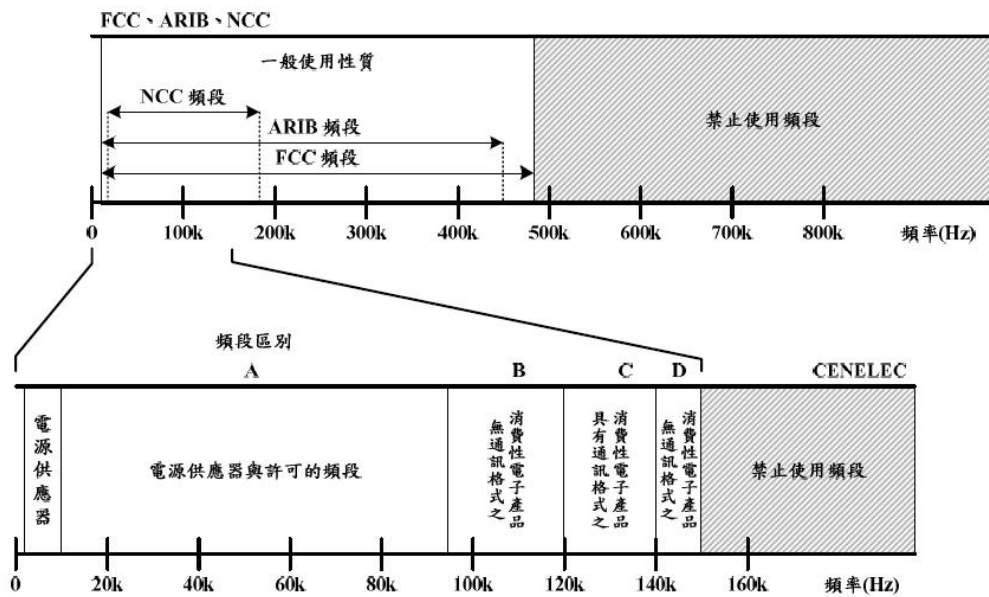 FCC、ARIB、NCC
一般使用性質
NCC 頻段
ARIB 頻段
FCC 頻段
禁止使用頻段
0 100k 200k 300k 400k 500k 600k 700k 800k 頻率(Hz)
頻段區別
A B C D CENELEC
電源供應器
電源供應器與許可的頻段
消費性電子產品
無通訊格式之
消費性電子產品
具有通訊格式之
消費性電子產品
無通訊格式之
禁止使用頻段
0 20k 40k 60k 80k 100k 120k 140k 160k 頻率(Hz)